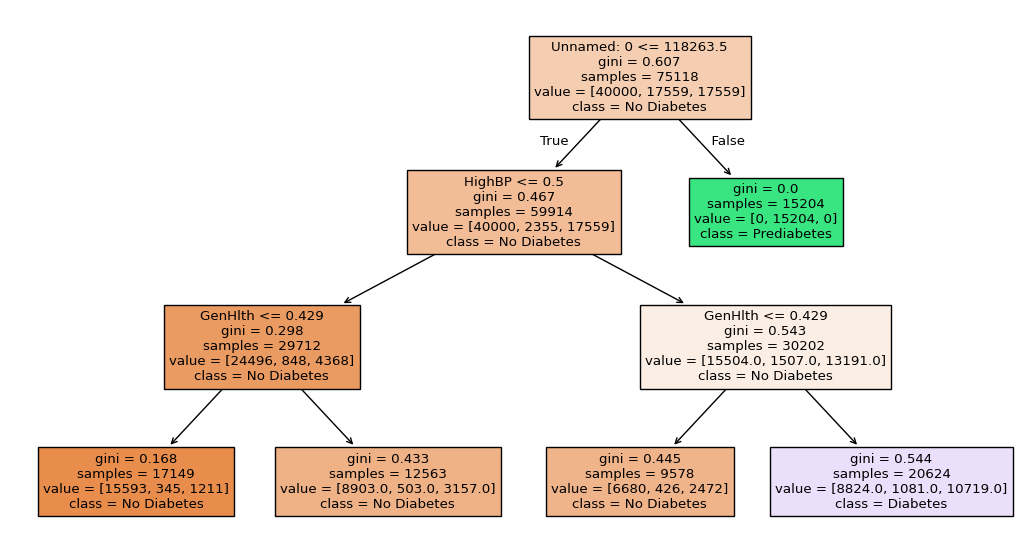 Unnamed: 0 <= 118263.5
gini = 0.607
samples = 75118
value = [40000, 17559, 17559]
class = No Diabetes
True
False
HighBP <= 0.5
gini = 0.467
samples = 59914
value = [40000, 2355, 17559]
class = No Diabetes
gini = 0.0
samples = 15204
value = [0, 15204, 0]
class = Prediabetes
GenHlth <= 0.429
gini = 0.298
samples = 29712
value = [24496, 848, 4368]
class = No Diabetes
GenHlth <= 0.429
gini = 0.543
samples = 30202
value = [15504.0, 1507.0, 13191.0]
class = No Diabetes
gini = 0.168
samples = 17149
value = [15593, 345, 1211]
class = No Diabetes
gini = 0.433
samples = 12563
value = [8903.0, 503.0, 3157.0]
class = No Diabetes
gini = 0.445
samples = 9578
value = [6680, 426, 2472]
class = No Diabetes
gini = 0.544
samples = 20624
value = [8824.0, 1081.0, 10719.0]
class = Diabetes